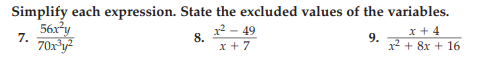 Simplify each expression. State the excluded values of the variables.
7. 56x²y / 70x³y² 8. x² − 49 / x + 7 9. x + 4 / x² + 8x + 16